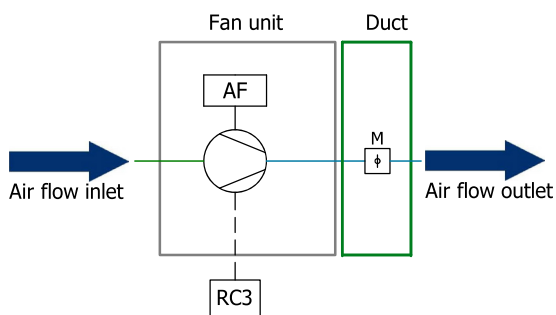 Fan unit
Duct
AF
M
ϕ
Air flow inlet
Air flow outlet
RC3